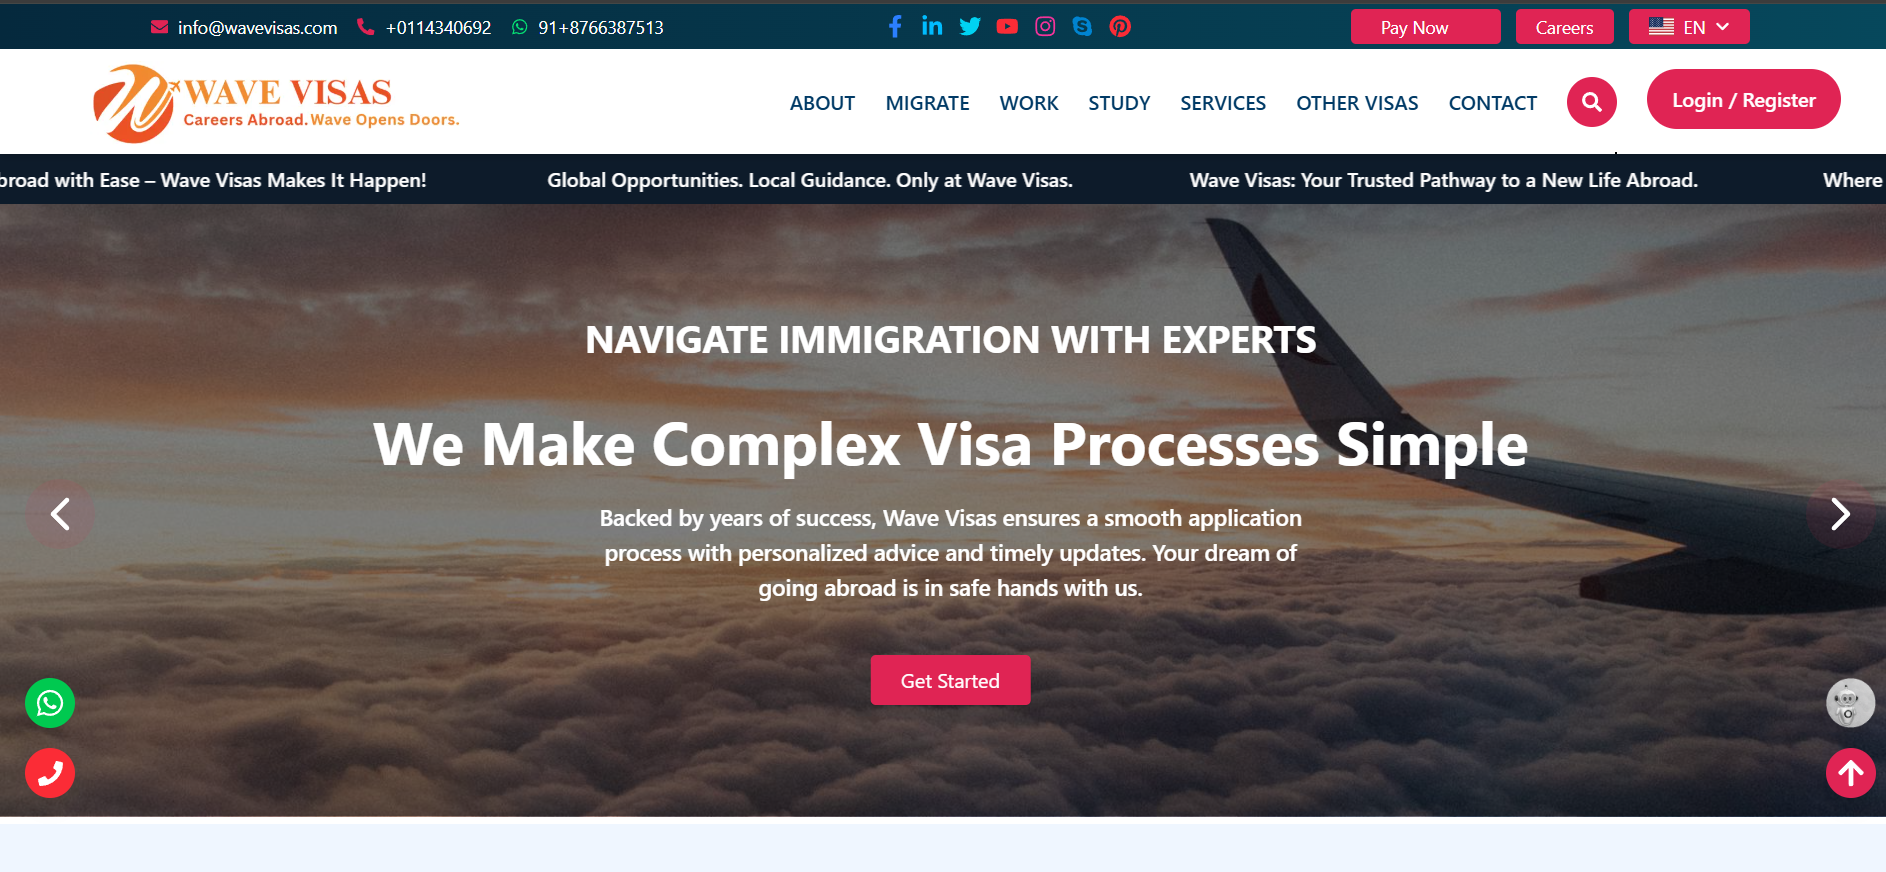 info@wavevisas.com +0114340692 91+8766387513 Pay Now Careers EN
WAVE VISAS
Careers Abroad. Wave Opens Doors.
ABOUT MIGRATE WORK STUDY SERVICES OTHER VISAS CONTACT Login / Register
broad with Ease – Wave Visas Makes It Happen! Global Opportunities. Local Guidance. Only at Wave Visas. Wave Visas: Your Trusted Pathway to a New Life Abroad. Where
NAVIGATE IMMIGRATION WITH EXPERTS
We Make Complex Visa Processes Simple
Backed by years of success, Wave Visas ensures a smooth application
process with personalized advice and timely updates. Your dream of
going abroad is in safe hands with us.
Get Started